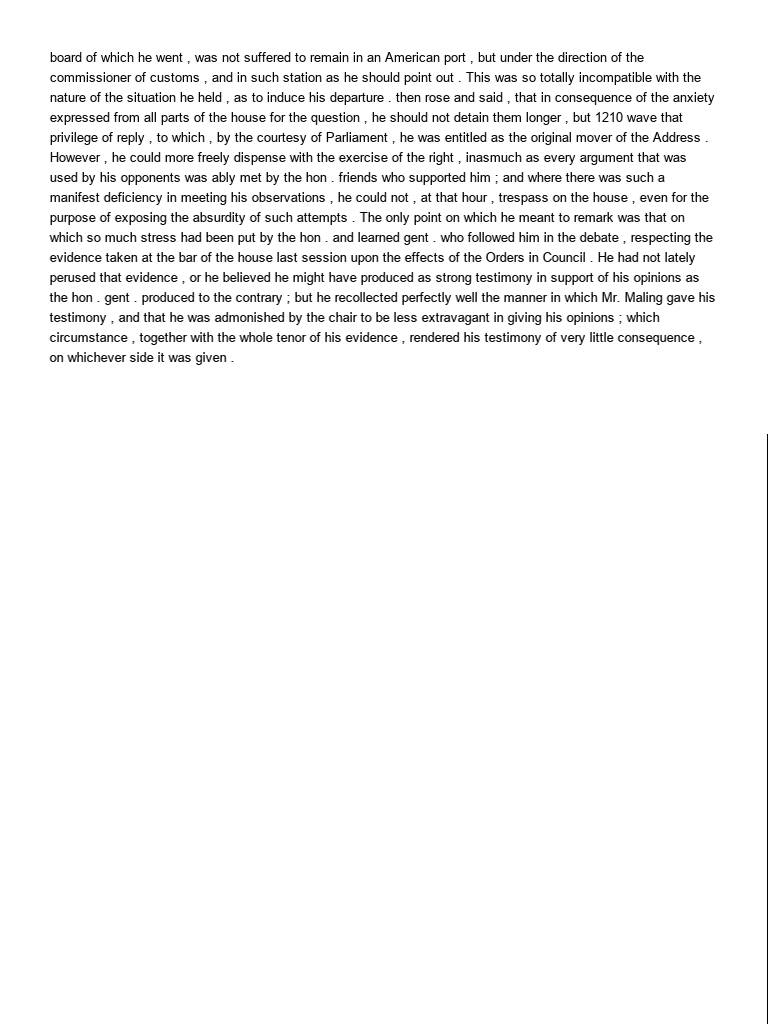 board of which he went , was not suffered to remain in an American port , but under the direction of the
commissioner of customs , and in such station as he should point out . This was so totally incompatible with the
nature of the situation he held , as to induce his departure . then rose and said , that in consequence of the anxiety
expressed from all parts of the house for the question , he should not detain them longer , but 1210 wave that
privilege of reply , to which , by the courtesy of Parliament , he was entitled as the original mover of the Address .
However , he could more freely dispense with the exercise of the right , inasmuch as every argument that was
used by his opponents was ably met by the hon . friends who supported him ; and where there was such a
manifest deficiency in meeting his observations , he could not , at that hour , trespass on the house , even for the
purpose of exposing the absurdity of such attempts . The only point on which he meant to remark was that on
which so much stress had been put by the hon . and learned gent . who followed him in the debate , respecting the
evidence taken at the bar of the house last session upon the effects of the Orders in Council . He had not lately
perused that evidence , or he believed he might have produced as strong testimony in support of his opinions as
the hon . gent . produced to the contrary ; but he recollected perfectly well the manner in which Mr. Maling gave his
testimony , and that he was admonished by the chair to be less extravagant in giving his opinions ; which
circumstance , together with the whole tenor of his evidence , rendered his testimony of very little consequence ,
on whichever side it was given .